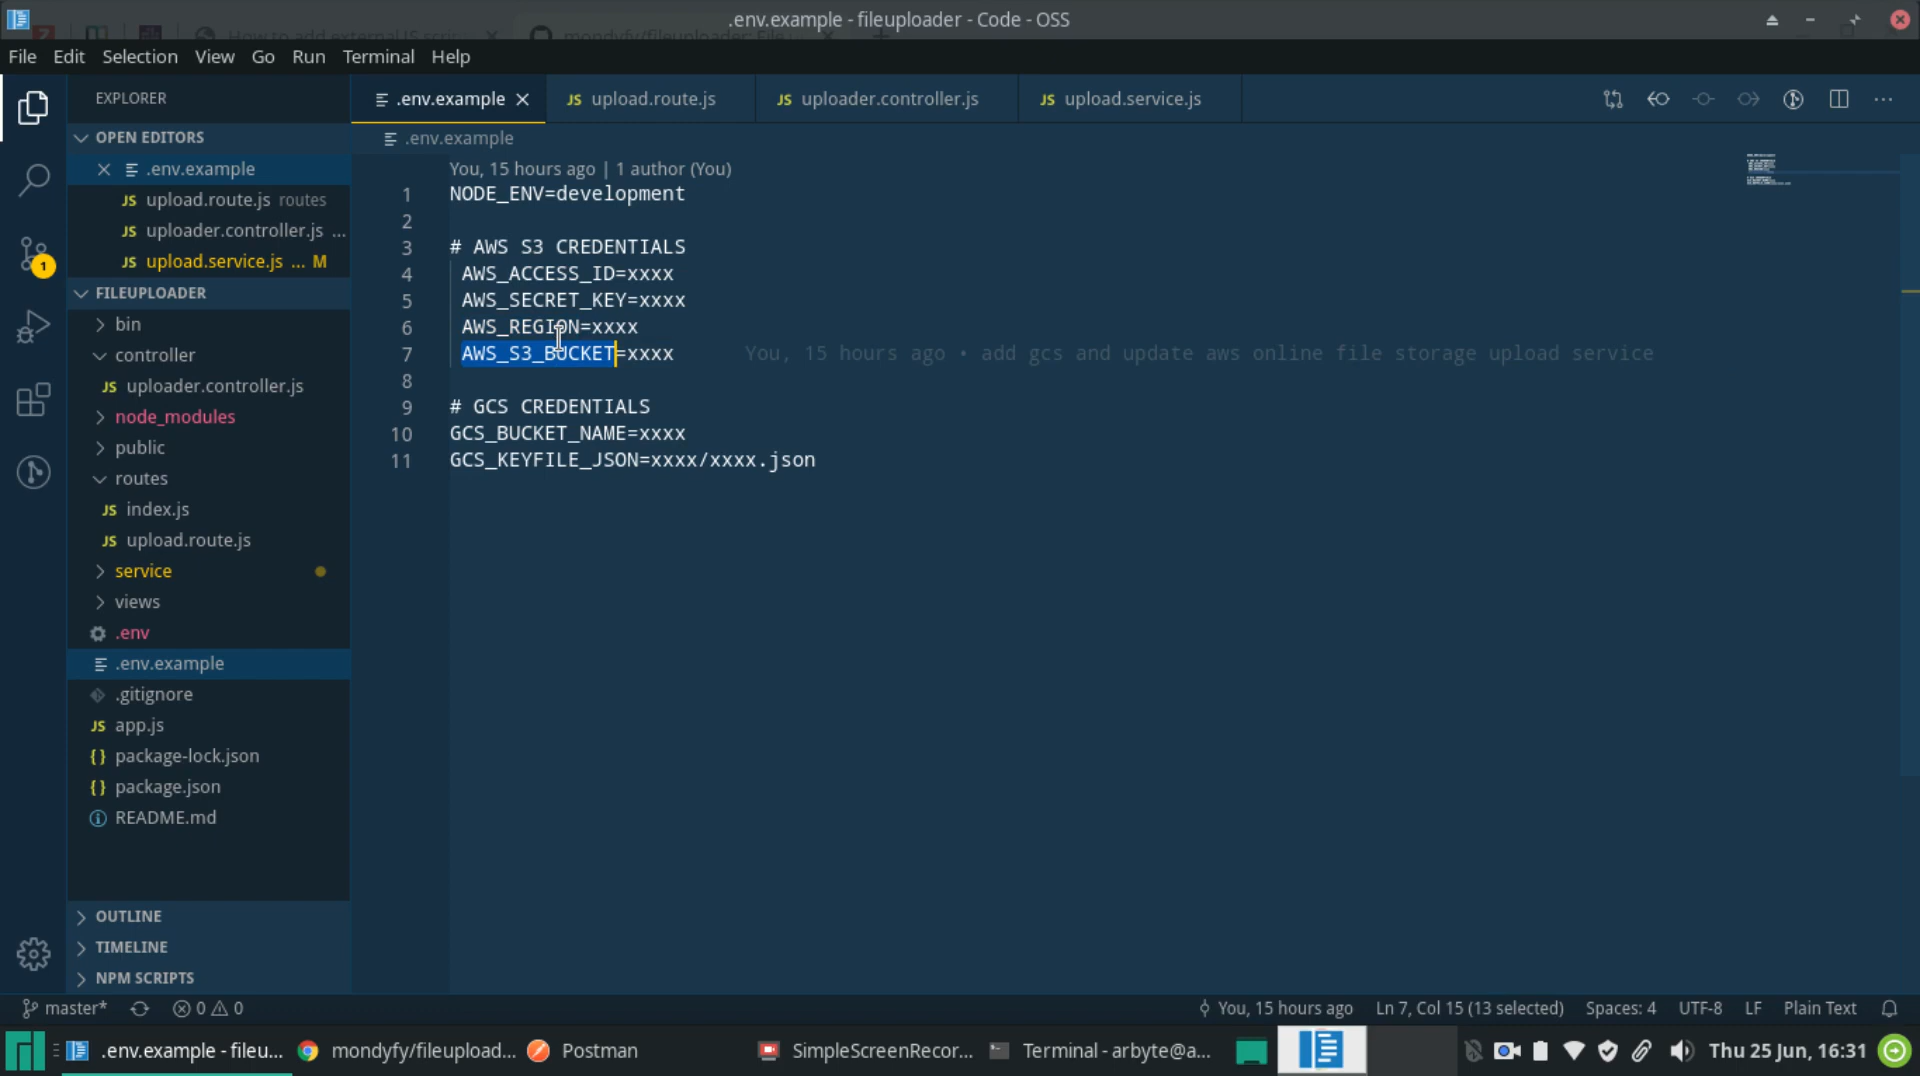 .env.example - fileuploader - Code - OSS
File Edit Selection View Go Run Terminal Help
EXPLORER
OPEN EDITORS
.env.example
JS upload.route.js routes
JS uploader.controller.js ...
JS upload.service.js ... M
1
FILEUPLOADER
bin
controller
uploader.controller.js
node_modules
public
routes
JS index.js
JS upload.route.js
service
views
.env
.env.example
.gitignore
JS app.js
{} package-lock.json
{} package.json
README.md
OUTLINE
TIMELINE
NPM SCRIPTS
.env.example JS upload.route.js JS uploader.controller.js JS upload.service.js
.env.example
You, 15 hours ago | 1 author (You)
1 NODE_ENV=development
2
3 # AWS S3 CREDENTIALS
4 AWS_ACCESS_ID=xxxx
5 AWS_SECRET_KEY=xxxx
6 AWS_REGION=xxxx
7 AWS_S3_BUCKET=xxxx You, 15 hours ago • add gcs and update aws online file storage upload service
8
9 # GCS CREDENTIALS
10 GCS_BUCKET_NAME=xxxx
11 GCS_KEYFILE_JSON=xxxx/xxxx.json
master* 0 0 You, 15 hours ago Ln 7, Col 15 (13 selected) Spaces: 4 UTF-8 LF Plain Text
.env.example - fileu... mondyfy/fileupload... Postman SimpleScreenRecor... Terminal - arbyte@a... Thu 25 Jun, 16:31